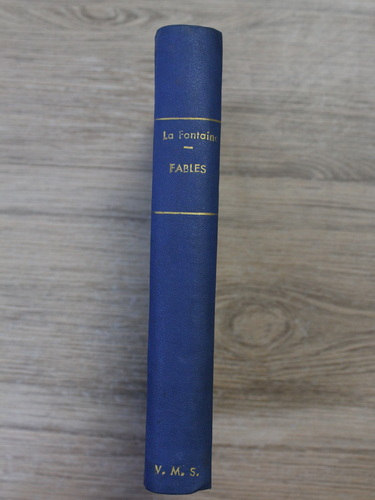 La Fontaine
FABLES
V. M. S.